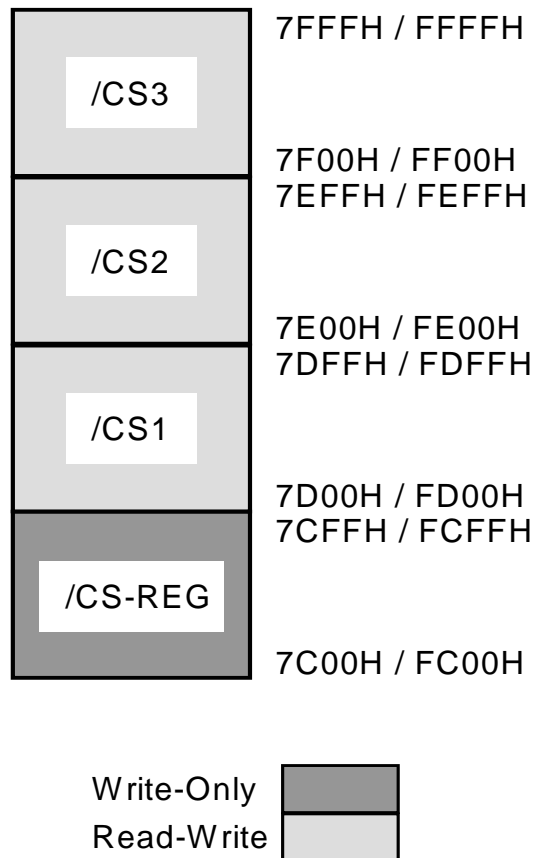 7FFFH / FFFFH
/CS3
7F00H / FF00H
7EFFH / FEFFH
/CS2
7E00H / FE00H
7DFFH / FDFFH
/CS1
7D00H / FD00H
7CFFH / FCFFH
/CS-REG
7C00H / FC00H
Write-Only
Read-Write